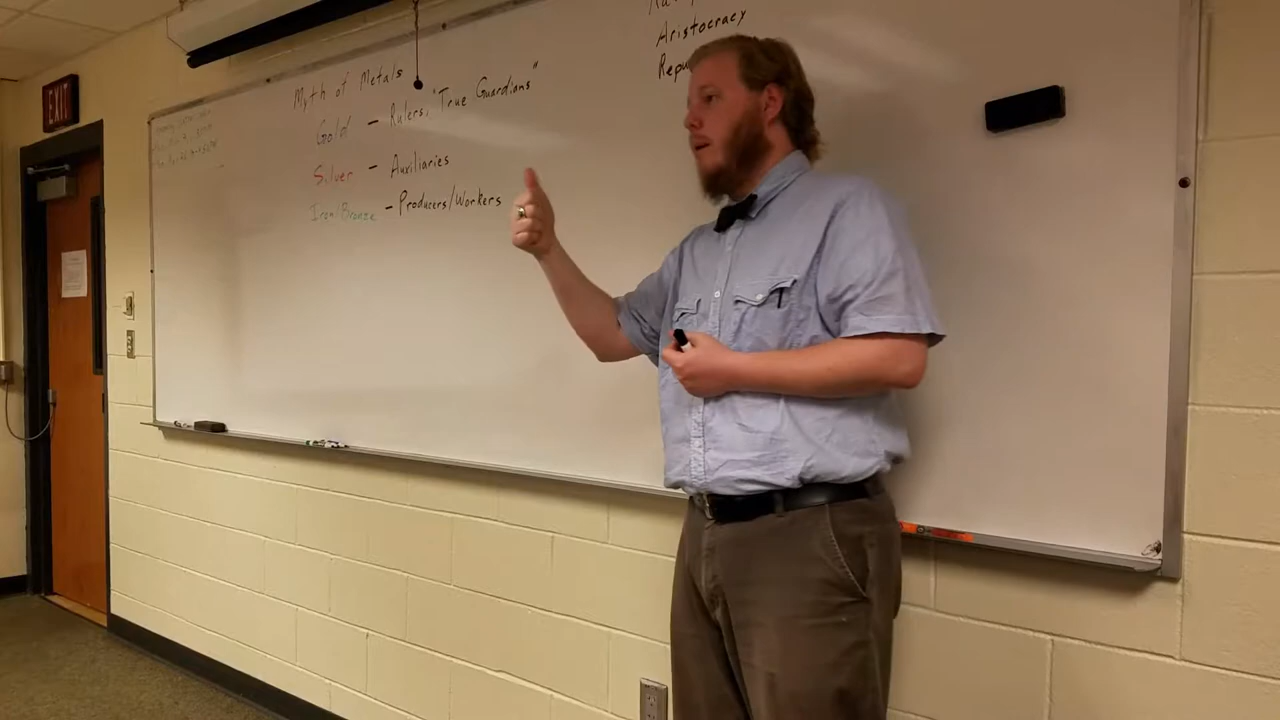 EXIT
Myth of Metals
Gold – Rulers, "True Guardians"
Silver – Auxiliaries
Iron/Bronze – Producers/Workers
Aristocracy